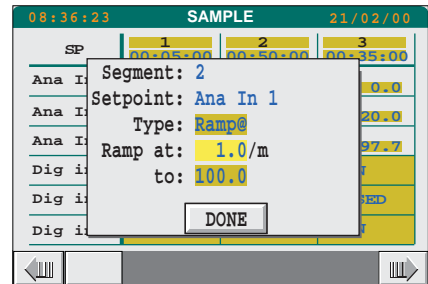 08:36:23 SAMPLE 21/02/00
SP 1 2 3
00:05:00 00:50:00 00:35:00
Segment: 2
Setpoint: Ana In 1
Type: Ramp@
Ramp at: 1.0/m
to: 100.0
DONE
Ana I 0.0
Ana I 20.0
Ana I 97.7
Dig i
Dig i SED
Dig i